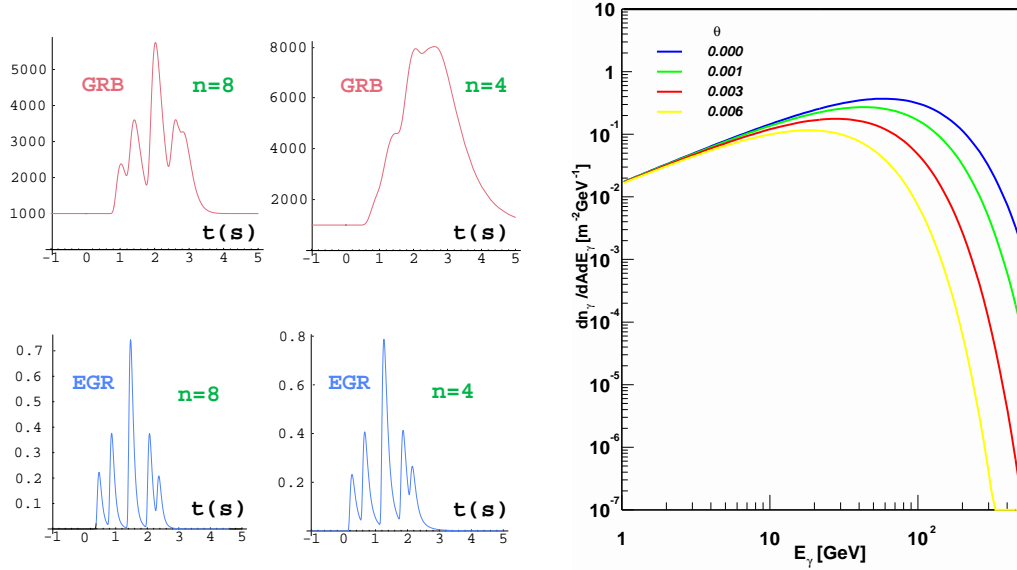 GRB n=8
5000
4000
3000
2000
1000
t(s)
-1 0 1 2 3 4 5
GRB n=4
8000
6000
4000
2000
t(s)
-1 0 1 2 3 4 5
EGR n=8
0.7
0.6
0.5
0.4
0.3
0.2
0.1
t(s)
-1 0 1 2 3 4 5
EGR n=4
0.8
0.6
0.4
0.2
t(s)
-1 0 1 2 3 4 5
θ
0.000
0.001
0.003
0.006
dnγ/dAdEγ [m⁻²GeV⁻¹]
10
1
10⁻¹
10⁻²
10⁻³
10⁻⁴
10⁻⁵
10⁻⁶
10⁻⁷
1 10 10²
Eγ [GeV]